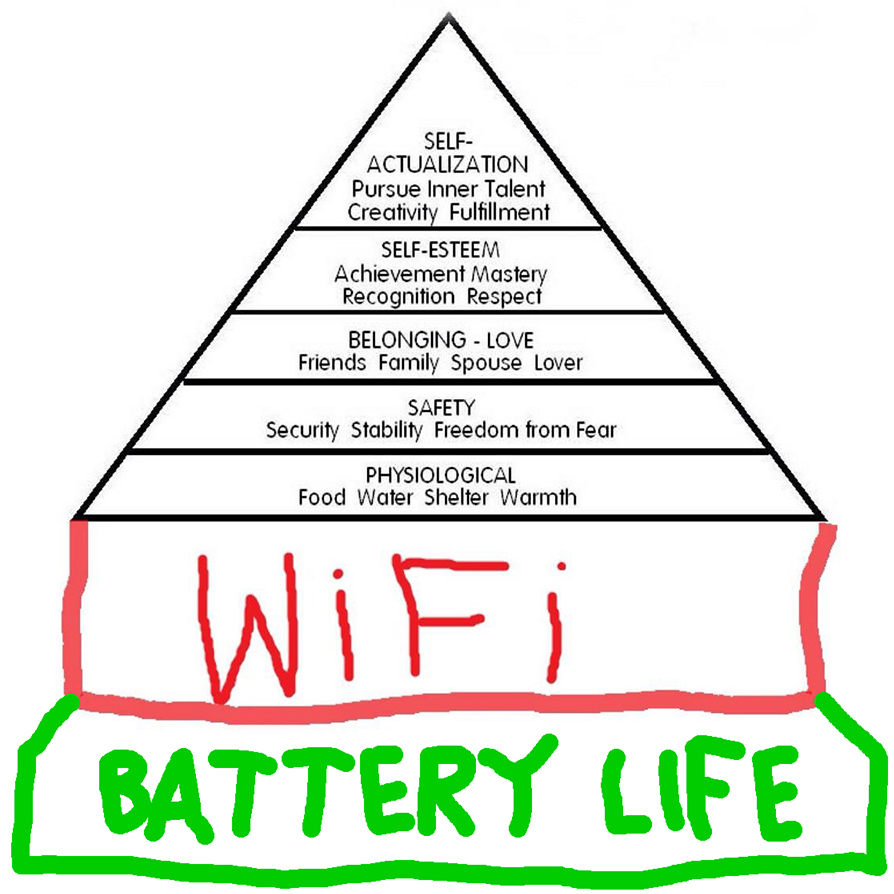 SELF-
ACTUALIZATION
Pursue Inner Talent
Creativity Fulfillment
SELF-ESTEEM
Achievement Mastery
Recognition Respect
BELONGING - LOVE
Friends Family Spouse Lover
SAFETY
Security Stability Freedom from Fear
PHYSIOLOGICAL
Food Water Shelter Warmth
WiFi
BATTERY LIFE